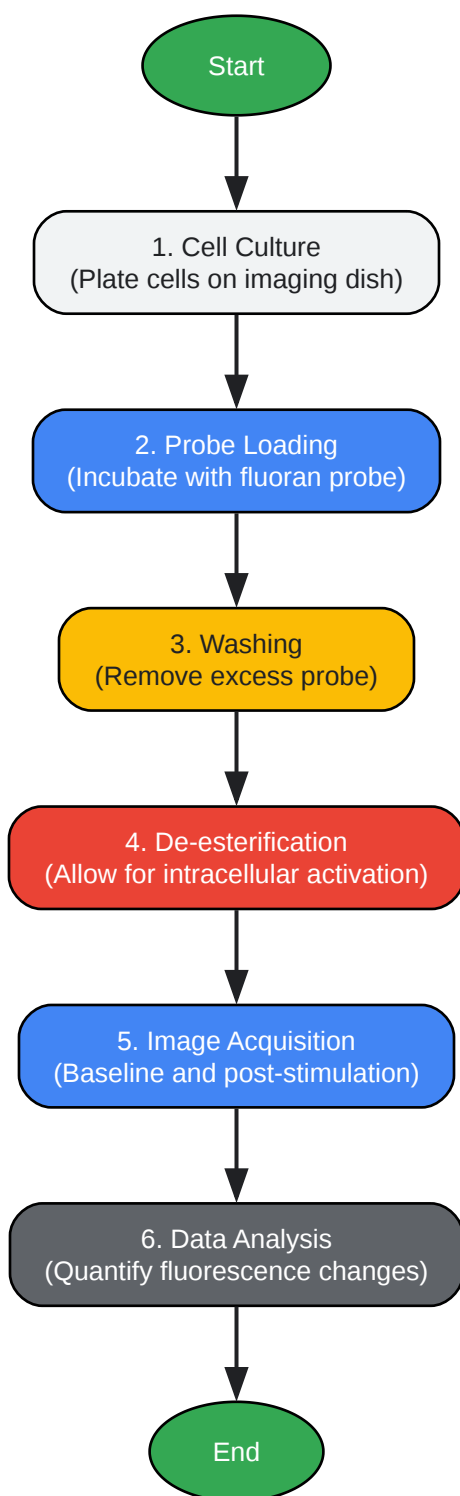 Start
1. Cell Culture
(Plate cells on imaging dish)
2. Probe Loading
(Incubate with fluoran probe)
3. Washing
(Remove excess probe)
4. De-esterification
(Allow for intracellular activation)
5. Image Acquisition
(Baseline and post-stimulation)
6. Data Analysis
(Quantify fluorescence changes)
End